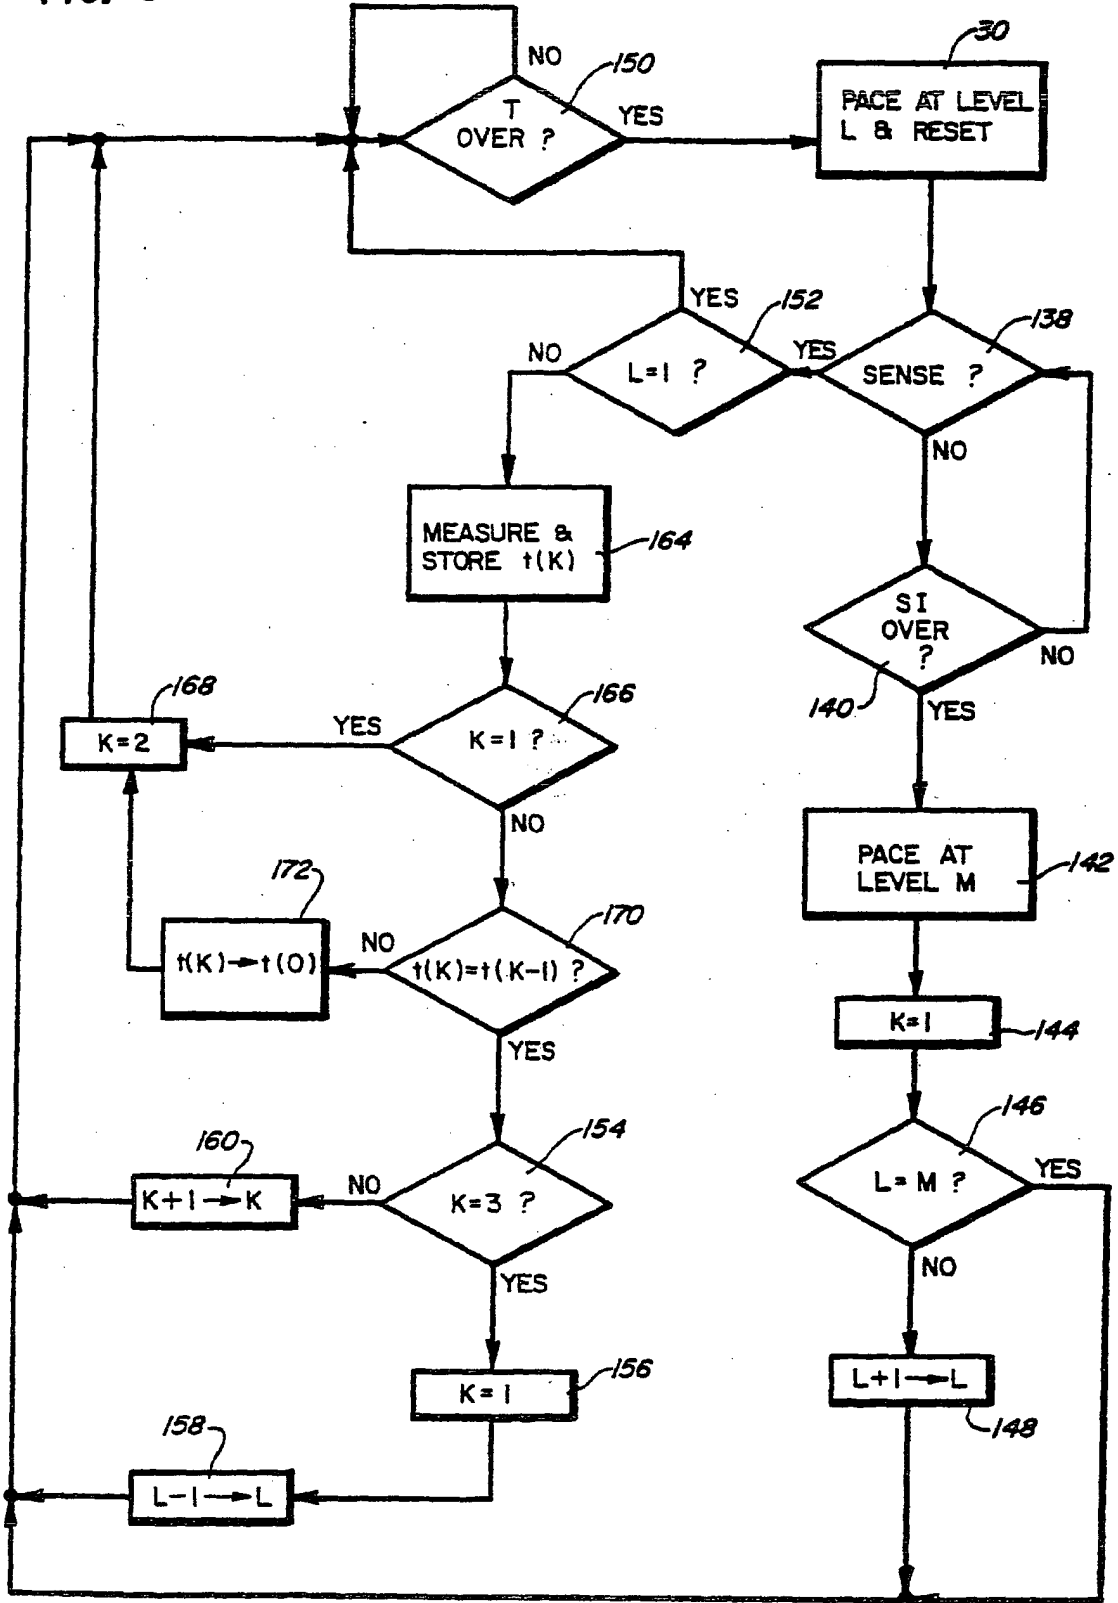 NO
150
T
OVER ?
YES
30
PACE AT LEVEL
L & RESET
YES
152
L=1 ?
NO
YES
138
SENSE ?
NO
MEASURE &
STORE t(K)
164
SI
OVER
?
NO
140
YES
168
K=2
YES
166
K=1 ?
NO
PACE AT
LEVEL M
142
172
t(K)→t(0)
NO
170
t(K)=t(K-1) ?
YES
K=1
144
146
L=M ?
YES
NO
160
K+1→K
NO
154
K=3 ?
YES
K=1
156
L+1→L
148
158
L-1→L